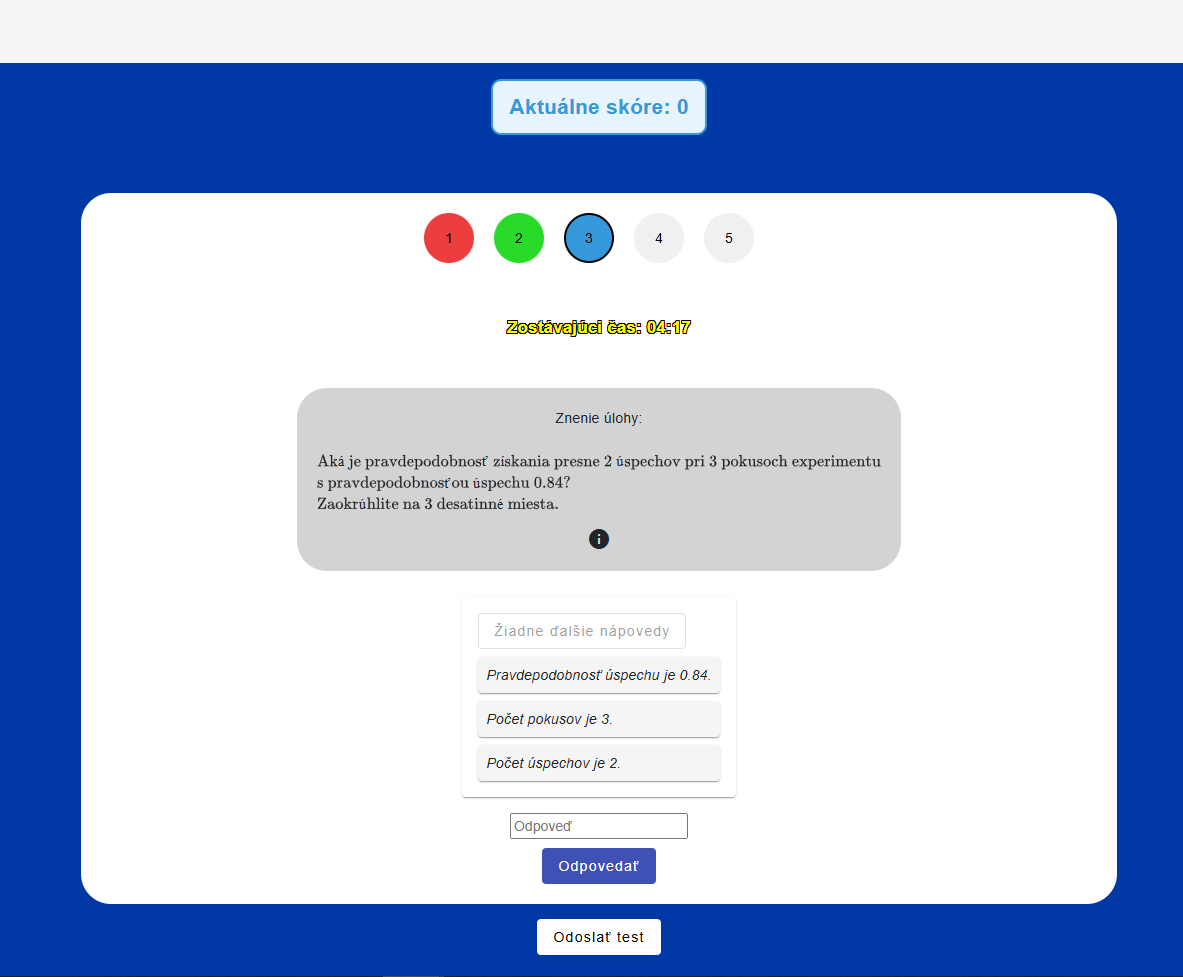 Aktuálne skóre: 0
1 2 3 4 5
Zostávajúci čas: 04:17
Znenie úlohy:
Aká je pravdepodobnosť získania presne 2 úspechov pri 3 pokusoch experimentu
s pravdepodobnosťou úspechu 0.84?
Zaokrúhlite na 3 desatinné miesta.
Žiadne ďalšie nápovedy
Pravdepodobnosť úspechu je 0.84.
Počet pokusov je 3.
Počet úspechov je 2.
Odpoveď
Odpovedať
Odoslať test